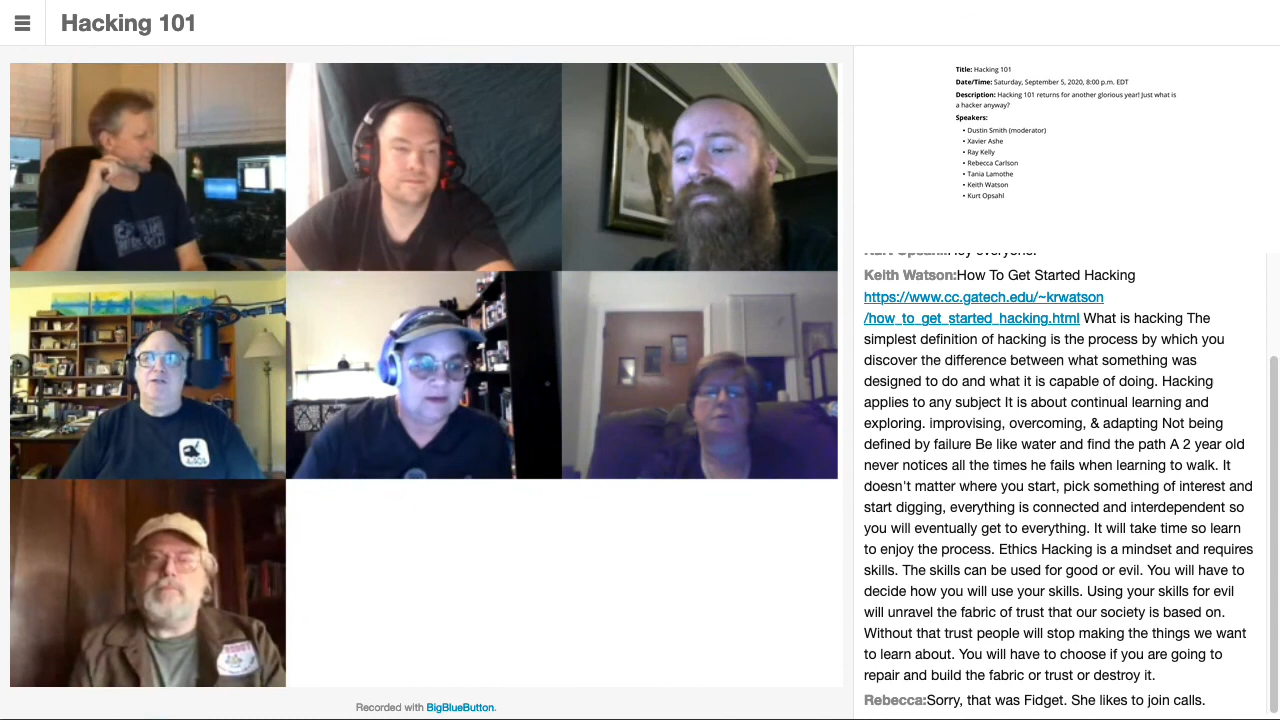 Hacking 101
Title: Hacking 101
Date/Time: Saturday, September 5, 2020, 8:00 p.m. EDT
Description: Hacking 101 returns for another glorious year! Just what is
a hacker anyway?
Speakers:
• Dustin Smith (moderator)
• Xavier Ashe
• Ray Kelly
• Rebecca Carlson
• Tania Lamothe
• Keith Watson
• Kurt Opsahl
Keith Watson:How To Get Started Hacking
https://www.cc.gatech.edu/~krwatson
/how_to_get_started_hacking.html What is hacking The
simplest definition of hacking is the process by which you
discover the difference between what something was
designed to do and what it is capable of doing. Hacking
applies to any subject It is about continual learning and
exploring. improvising, overcoming, & adapting Not being
defined by failure Be like water and find the path A 2 year old
never notices all the times he fails when learning to walk. It
doesn't matter where you start, pick something of interest and
start digging, everything is connected and interdependent so
you will eventually get to everything. It will take time so learn
to enjoy the process. Ethics Hacking is a mindset and requires
skills. The skills can be used for good or evil. You will have to
decide how you will use your skills. Using your skills for evil
will unravel the fabric of trust that our society is based on.
Without that trust people will stop making the things we want
to learn about. You will have to choose if you are going to
repair and build the fabric or trust or destroy it.
Rebecca:Sorry, that was Fidget. She likes to join calls.
Recorded with BigBlueButton.